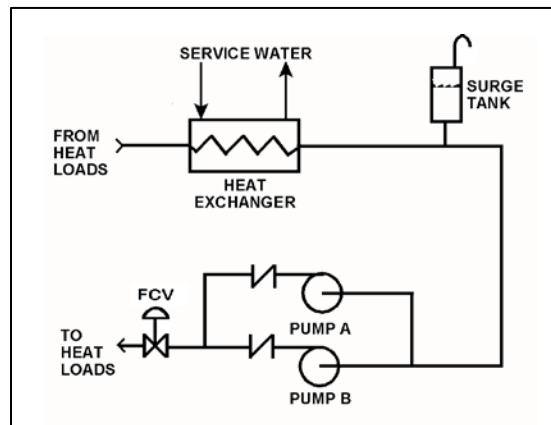 SERVICE WATER
SURGE
TANK
FROM
HEAT
LOADS
HEAT
EXCHANGER
FCV
PUMP A
TO
HEAT
LOADS
PUMP B